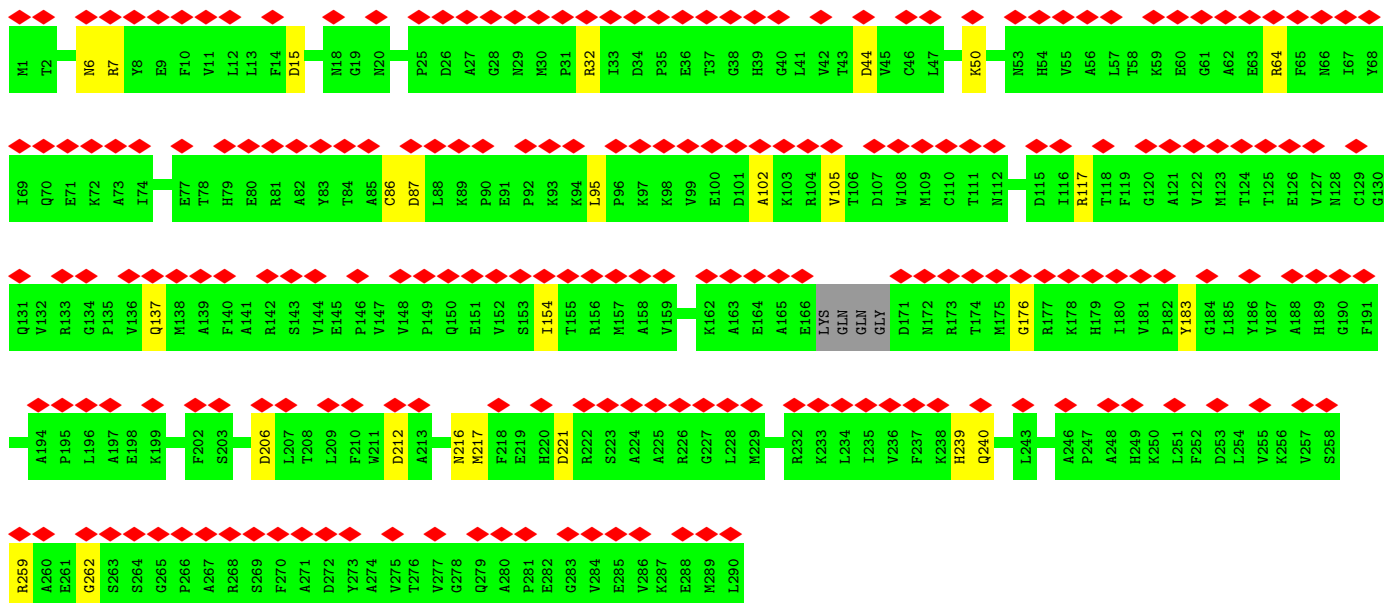 M1 T2 N6 R7 Y8 E9 F10 V11 L12 L13 F14 D15 N18 G19 N20 P25 D26 A27 G28 N29 M30 P31 R32 I33 D34 P35 E36 T37 G38 H39 G40 L41 V42 T43 D44 V45 C46 L47 K50 N53 H54 V55 A56 L57 T58 K59 E60 G61 A62 E63 R64 F65 N66 I67 Y68
I69 Q70 E71 K72 A73 I74 E77 T78 H79 E80 R81 A82 Y83 T84 A85 C86 D87 L88 K89 P90 E91 P92 K93 K94 L95 P96 K97 K98 V99 E100 D101 A102 K103 R104 V105 T106 D107 W108 M109 C110 T111 N112 D115 I116 R117 T118 F119 G120 A121 V122 M123 T124 T125 E126 V127 N128 C129 G130
Q131 V132 R133 G134 P135 V136 Q137 M138 A139 F140 A141 R142 S143 V144 E145 P146 V147 V148 P149 Q150 E151 V152 S153 I154 T155 R156 M157 A158 V159 K162 A163 E164 A165 E166 LYS GLN GLN GLY D171 N172 R173 T174 M175 G176 R177 K178 H179 I180 V181 P182 Y183 G184 L185 Y186 V187 A188 H189 G190 F191
A194 P195 L196 A197 E198 K199 F202 S203 D206 L207 T208 L209 F210 W211 D212 A213 N216 M217 F218 E219 H220 D221 R222 S223 A224 A225 R226 G227 L228 M229 R232 K233 L234 I235 V236 F237 K238 H239 Q240 L243 A246 P247 A248 H249 K250 L251 F252 D253 L254 V255 K256 V257 S258
R259 A260 E261 G262 S263 S264 G265 P266 A267 R268 S269 F270 A271 D272 Y273 A274 V275 T276 V277 G278 Q279 A280 P281 E282 G283 V284 E285 V286 K287 E288 M289 L290